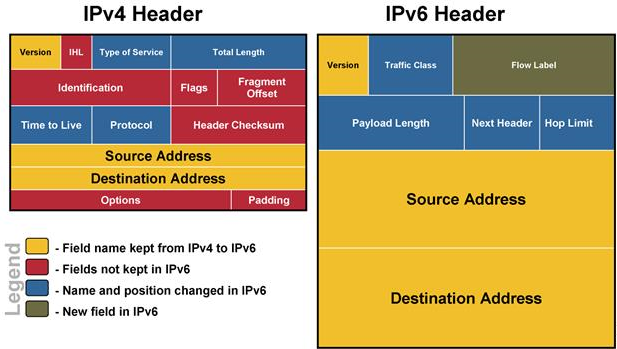 IPv4 Header
Version IHL Type of Service Total Length
Identification Flags Fragment
Offset
Time to Live Protocol Header Checksum
Source Address
Destination Address
Options Padding
IPv6 Header
Version Traffic Class Flow Label
Payload Length Next Header Hop Limit
Source Address
Destination Address
Legend
- Field name kept from IPv4 to IPv6
- Fields not kept in IPv6
- Name and position changed in IPv6
- New field in IPv6